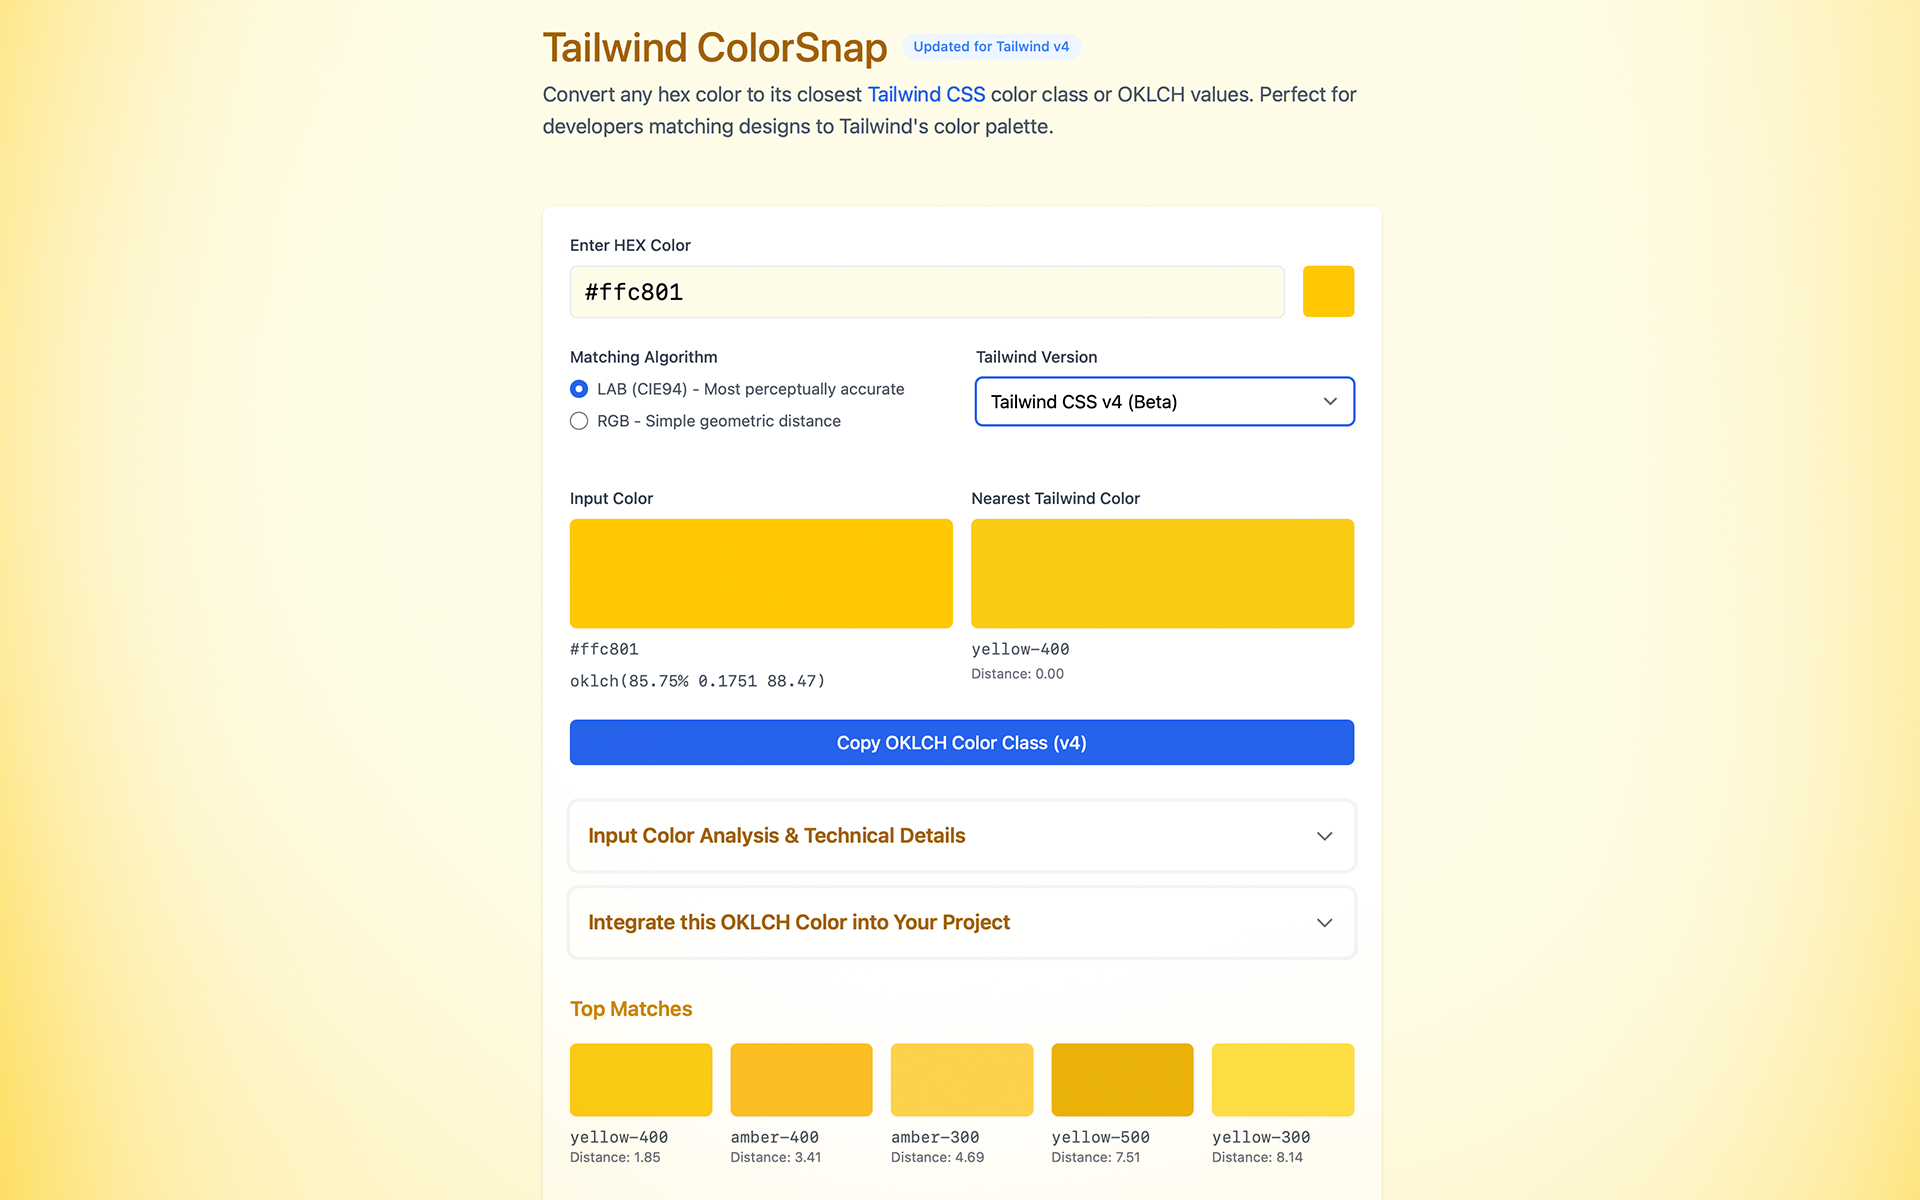 Tailwind ColorSnap
Updated for Tailwind v4
Convert any hex color to its closest Tailwind CSS color class or OKLCH values. Perfect for
developers matching designs to Tailwind's color palette.
Enter HEX Color
#ffc801
Matching Algorithm
LAB (CIE94) - Most perceptually accurate
RGB - Simple geometric distance
Tailwind Version
Tailwind CSS v4 (Beta)
Input Color
#ffc801
oklch(85.75% 0.1751 88.47)
Nearest Tailwind Color
yellow-400
Distance: 0.00
Copy OKLCH Color Class (v4)
Input Color Analysis & Technical Details
Integrate this OKLCH Color into Your Project
Top Matches
yellow-400
Distance: 1.85
amber-400
Distance: 3.41
amber-300
Distance: 4.69
yellow-500
Distance: 7.51
yellow-300
Distance: 8.14